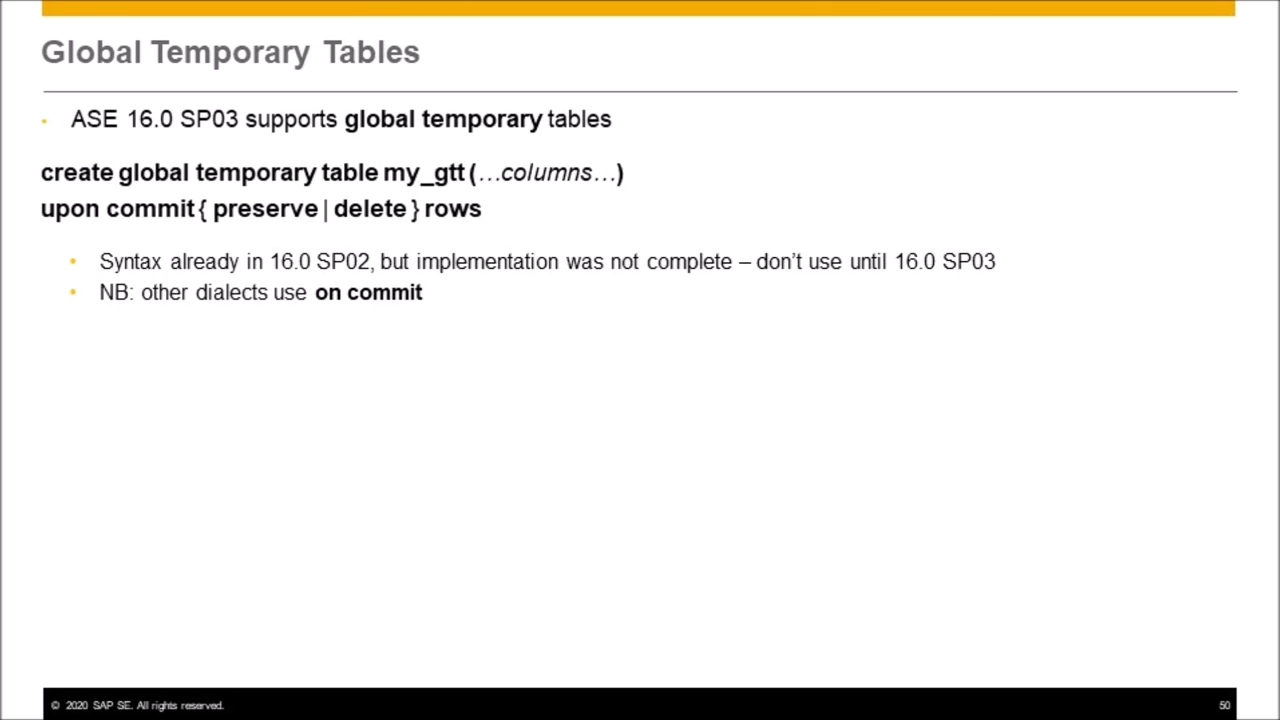 Global Temporary Tables
• ASE 16.0 SP03 supports global temporary tables
create global temporary table my_gtt (…columns…)
upon commit { preserve | delete } rows
• Syntax already in 16.0 SP02, but implementation was not complete – don’t use until 16.0 SP03
• NB: other dialects use on commit
© 2020 SAP SE. All rights reserved.
50